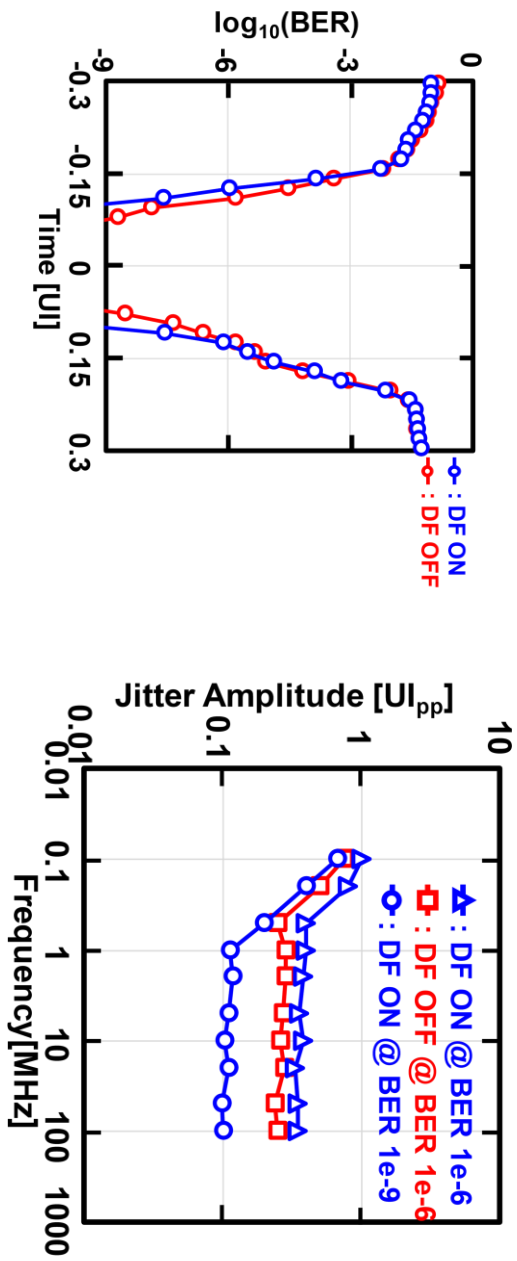 log10(BER)
0
-3
-6
-9
-0.3
-0.15
0
0.15
0.3
Time [UI]
: DF ON
: DF OFF
Jitter Amplitude [UIpp]
10
1
0.1
0.01
0.01
0.1
1
10
100
1000
Frequency[MHz]
: DF ON @ BER 1e-6
: DF OFF @ BER 1e-6
: DF ON @ BER 1e-9